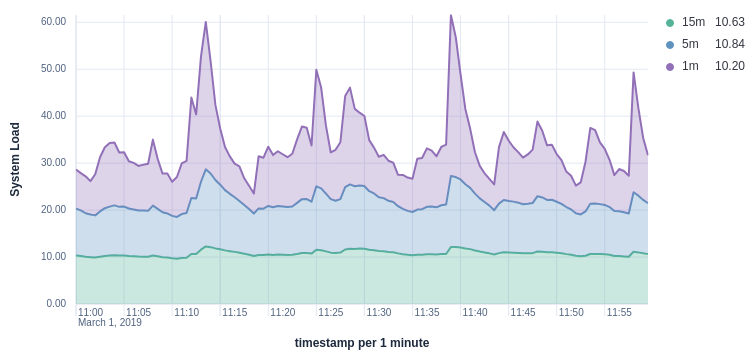 60.00
50.00
40.00
30.00
20.00
10.00
0.00
System Load
11:00 11:05 11:10 11:15 11:20 11:25 11:30 11:35 11:40 11:45 11:50 11:55
March 1, 2019
timestamp per 1 minute
15m 10.63
5m 10.84
1m 10.20